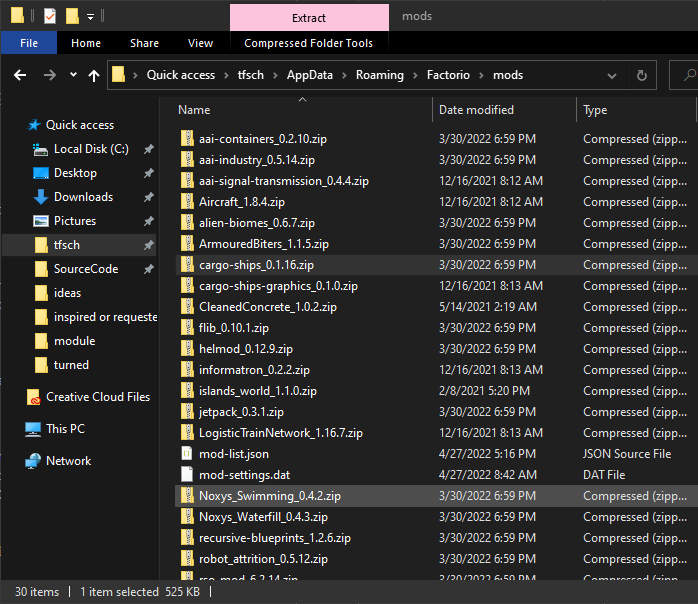 Extract
mods
File
Home
Share
View
Compressed Folder Tools
Quick access
tfsch
AppData
Roaming
Factorio
mods
Quick access
Local Disk (C:)
Desktop
Downloads
Pictures
tfsch
SourceCode
ideas
inspired or requeste
module
turned
Creative Cloud Files
This PC
Network
Name Date modified Type
aai-containers_0.2.10.zip 3/30/2022 6:59 PM Compressed (zipp...
aai-industry_0.5.14.zip 3/30/2022 6:59 PM Compressed (zipp...
aai-signal-transmission_0.4.4.zip 12/16/2021 8:12 AM Compressed (zipp...
Aircraft_1.8.4.zip 12/16/2021 8:12 AM Compressed (zipp...
alien-biomes_0.6.7.zip 3/30/2022 6:59 PM Compressed (zipp...
ArmouredBiters_1.1.5.zip 3/30/2022 6:59 PM Compressed (zipp...
cargo-ships_0.1.16.zip 3/30/2022 6:59 PM Compressed (zipp...
cargo-ships-graphics_0.1.0.zip 12/16/2021 8:13 AM Compressed (zipp...
CleanedConcrete_1.0.2.zip 5/14/2021 2:19 AM Compressed (zipp...
flib_0.10.1.zip 3/30/2022 6:59 PM Compressed (zipp...
helmod_0.12.9.zip 3/30/2022 6:59 PM Compressed (zipp...
informatron_0.2.2.zip 12/16/2021 8:13 AM Compressed (zipp...
islands_world_1.1.0.zip 2/8/2021 5:20 PM Compressed (zipp...
jetpack_0.3.1.zip 3/30/2022 6:59 PM Compressed (zipp...
LogisticTrainNetwork_1.16.7.zip 12/16/2021 8:13 AM Compressed (zipp...
mod-list.json 4/27/2022 5:16 PM JSON Source File
mod-settings.dat 4/27/2022 8:42 AM DAT File
Noxys_Swimming_0.4.2.zip 3/30/2022 6:59 PM Compressed (zipp...
Noxys_Waterfill_0.4.3.zip 3/30/2022 6:59 PM Compressed (zipp...
recursive-blueprints_1.2.6.zip 3/30/2022 6:59 PM Compressed (zipp...
robot_attrition_0.5.12.zip 3/30/2022 6:59 PM Compressed (zipp...
rso-mod_6.2.14.zip 3/30/2022 6:59 PM Compressed (zipp...
30 items 1 item selected 525 KB